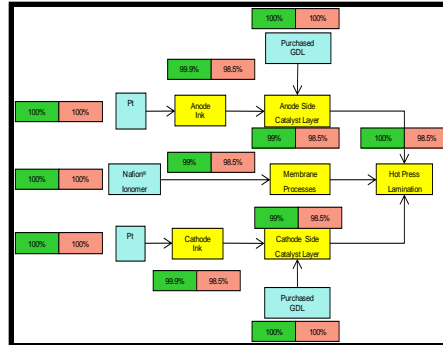 100% 100%
Purchased
GDL
99.9% 98.5%
Pt
Anode
Ink
Anode Side
Catalyst Layer
100% 100%
99% 98.5%
100% 98.5%
99% 98.5%
Nafion®
Ionomer
Membrane
Processes
Hot Press
Lamination
100% 100%
99% 98.5%
Pt
Cathode
Ink
Cathode Side
Catalyst Layer
100% 100%
99.9% 98.5%
Purchased
GDL
100% 100%